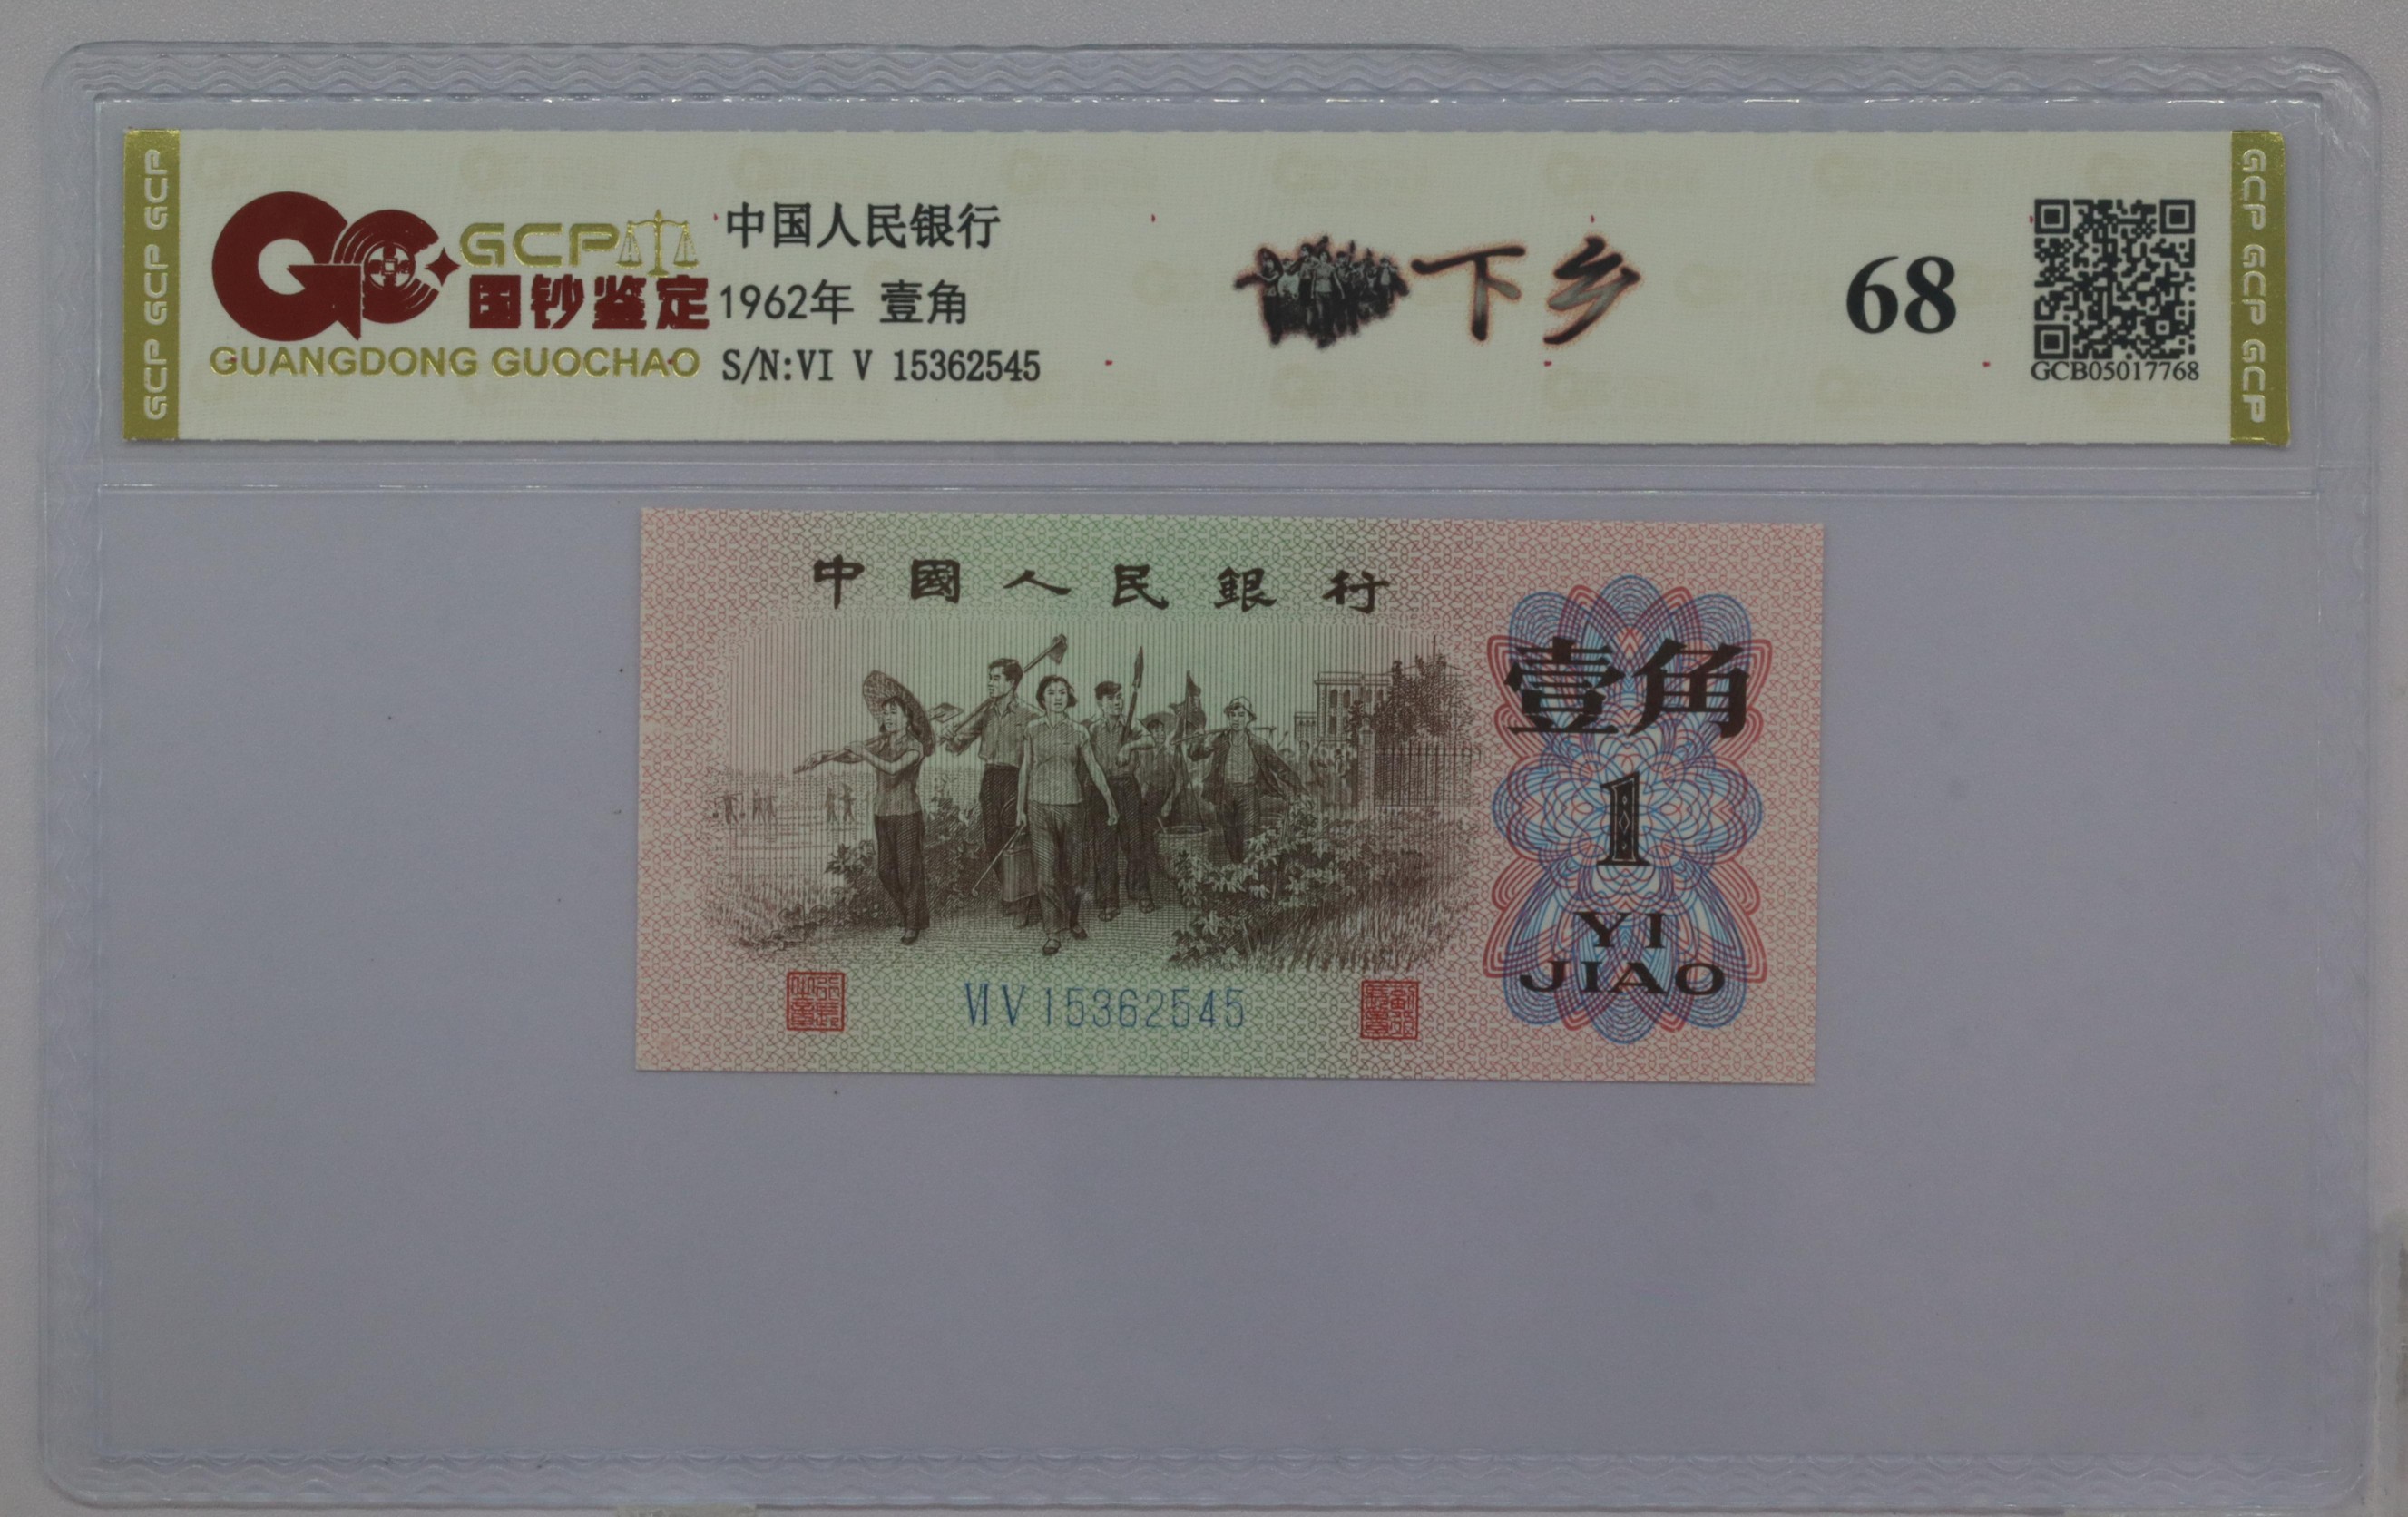 GCP GCP GCP
GCP
国钞鉴定
GUANGDONG GUOCHAO
中国人民银行
1962年 壹角
S/N:VI V 15362545
下乡
68
GCB05017768
GCP GCP GCP
中國人民銀行
壹角
1
YI
JIAO
VI V 15362545